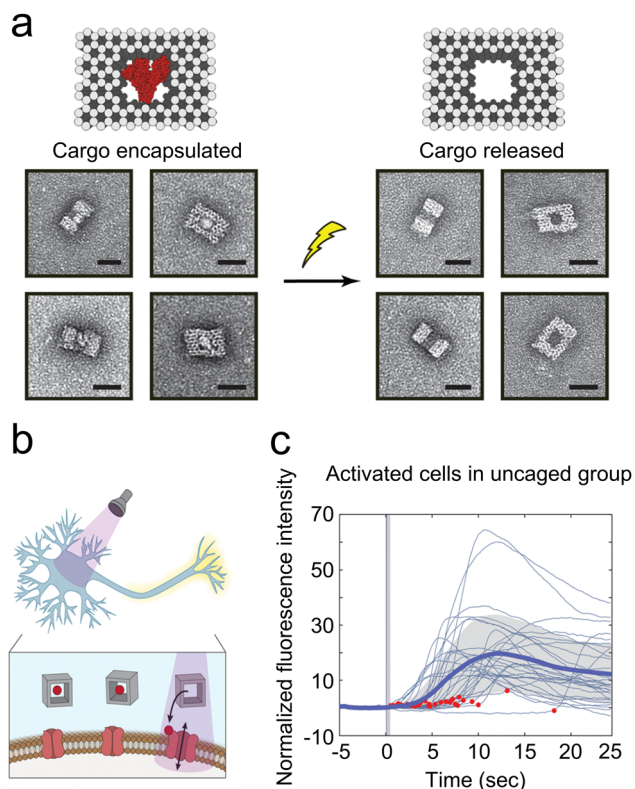 a
Cargo encapsulated
Cargo released
b
c
Activated cells in uncaged group
Normalized fluorescence intensity
70
50
30
10
-10
-5
0
5
10
15
20
25
Time (sec)